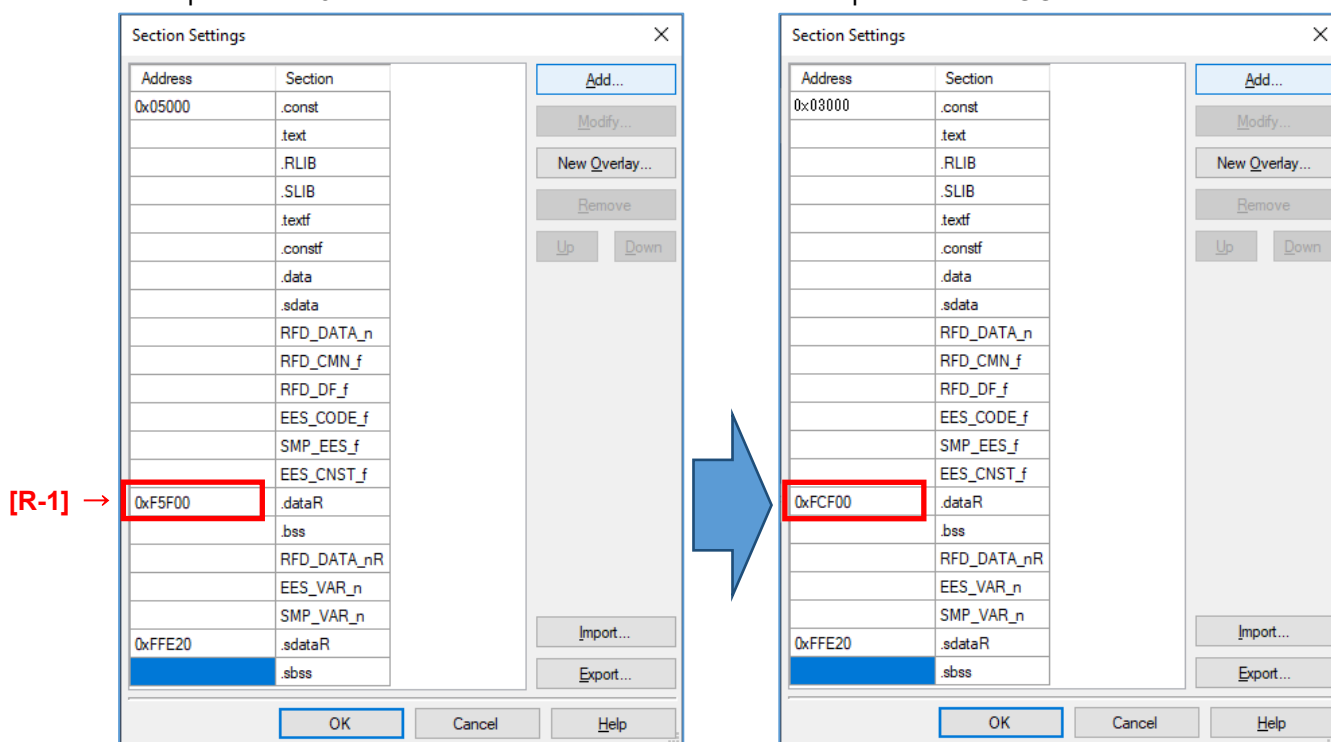 Section Settings
Address Section
0x05000 .const
.text
.RLIB
.SLIB
.textf
.constf
.data
.sdata
RFD_DATA_n
RFD_CMN_f
RFD_DF_f
EES_CODE_f
SMP_EES_f
EES_CNST_f
[R-1] → 0xF5F00 .dataR
.bss
RFD_DATA_nR
EES_VAR_n
SMP_VAR_n
0xFFE20 .sdataR
.sbss
Add...
Modify...
New Overlay...
Remove
Up Down
Import...
Export...
OK Cancel Help
Section Settings
Address Section
0x03000 .const
.text
.RLIB
.SLIB
.textf
.constf
.data
.sdata
RFD_DATA_n
RFD_CMN_f
RFD_DF_f
EES_CODE_f
SMP_EES_f
EES_CNST_f
0xFCF00 .dataR
.bss
RFD_DATA_nR
EES_VAR_n
SMP_VAR_n
0xFFE20 .sdataR
.sbss
Add...
Modify...
New Overlay...
Remove
Up Down
Import...
Export...
OK Cancel Help